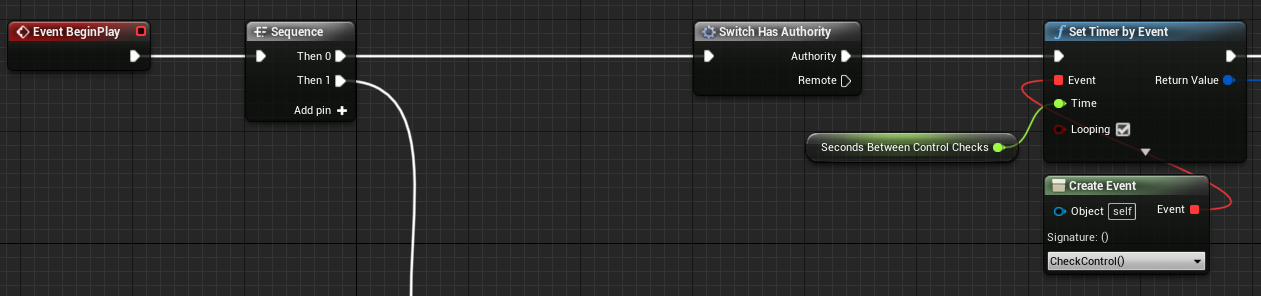 Event BeginPlay
Sequence
Then 0
Then 1
Add pin
Switch Has Authority
Authority
Remote
Seconds Between Control Checks
Set Timer by Event
Event
Return Value
Time
Looping
Create Event
Object self
Event
Signature: ()
CheckControl()